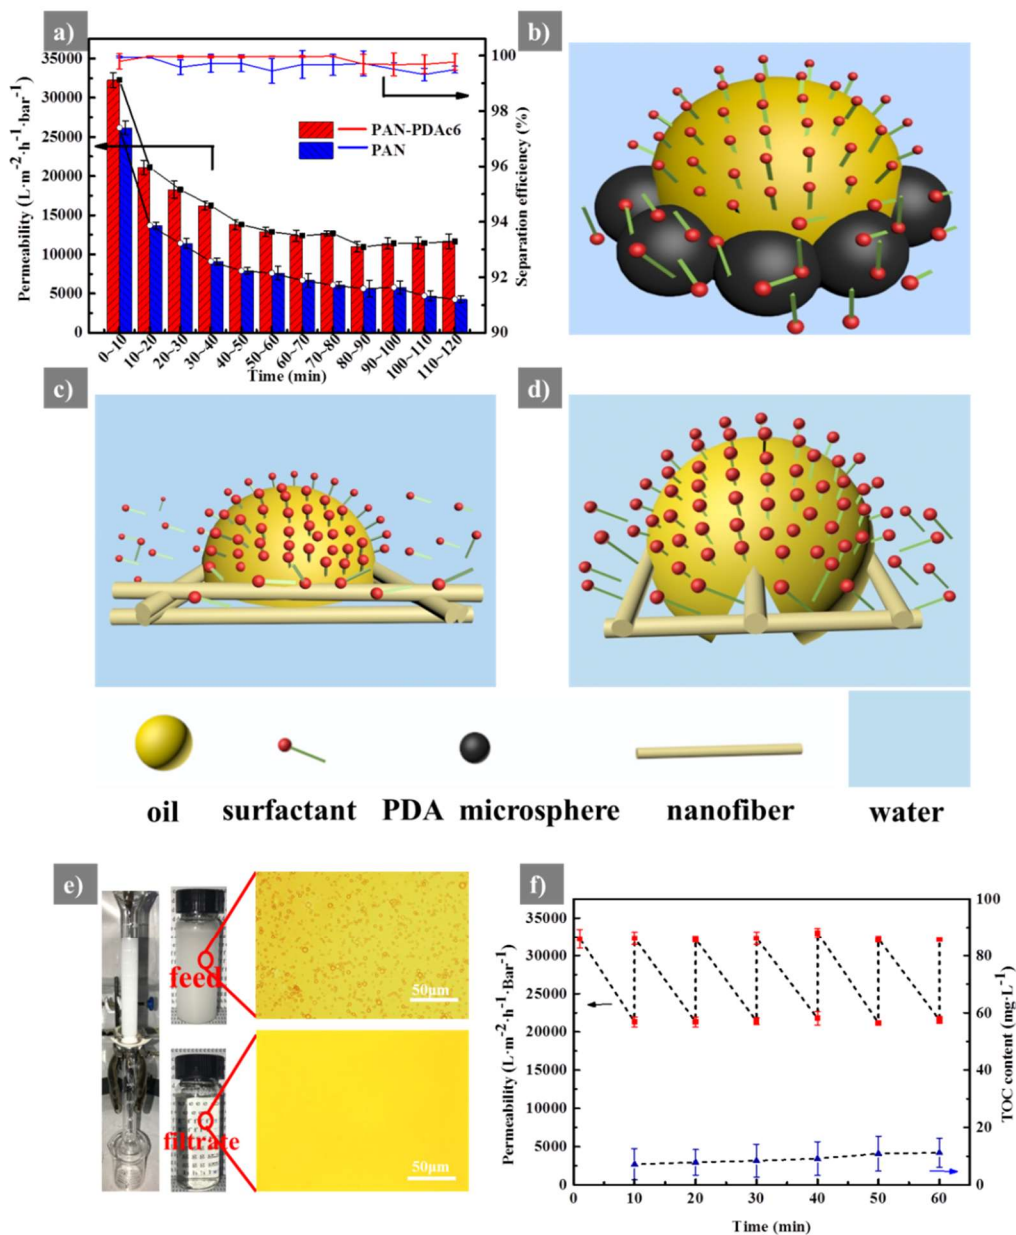 a)
Permeability (L·m⁻²·h⁻¹·bar⁻¹)
35000
30000
25000
20000
15000
10000
5000
0
PAN-PDAc6
PAN
100
98
96
94
92
90
Separation efficiency (%)
0~10
10~20
20~30
30~40
40~50
50~60
60~70
70~80
80~90
90~100
100~110
110~120
Time (min)
b)
c)
d)
oil surfactant PDA microsphere nanofiber water
e)
feed
50μm
filtrate
50μm
f)
Permeability (L·m⁻²·h⁻¹·Bar⁻¹)
35000
30000
25000
20000
15000
10000
5000
0
100
80
60
40
20
0
TOC content (mg·L⁻¹)
0 10 20 30 40 50 60
Time (min)